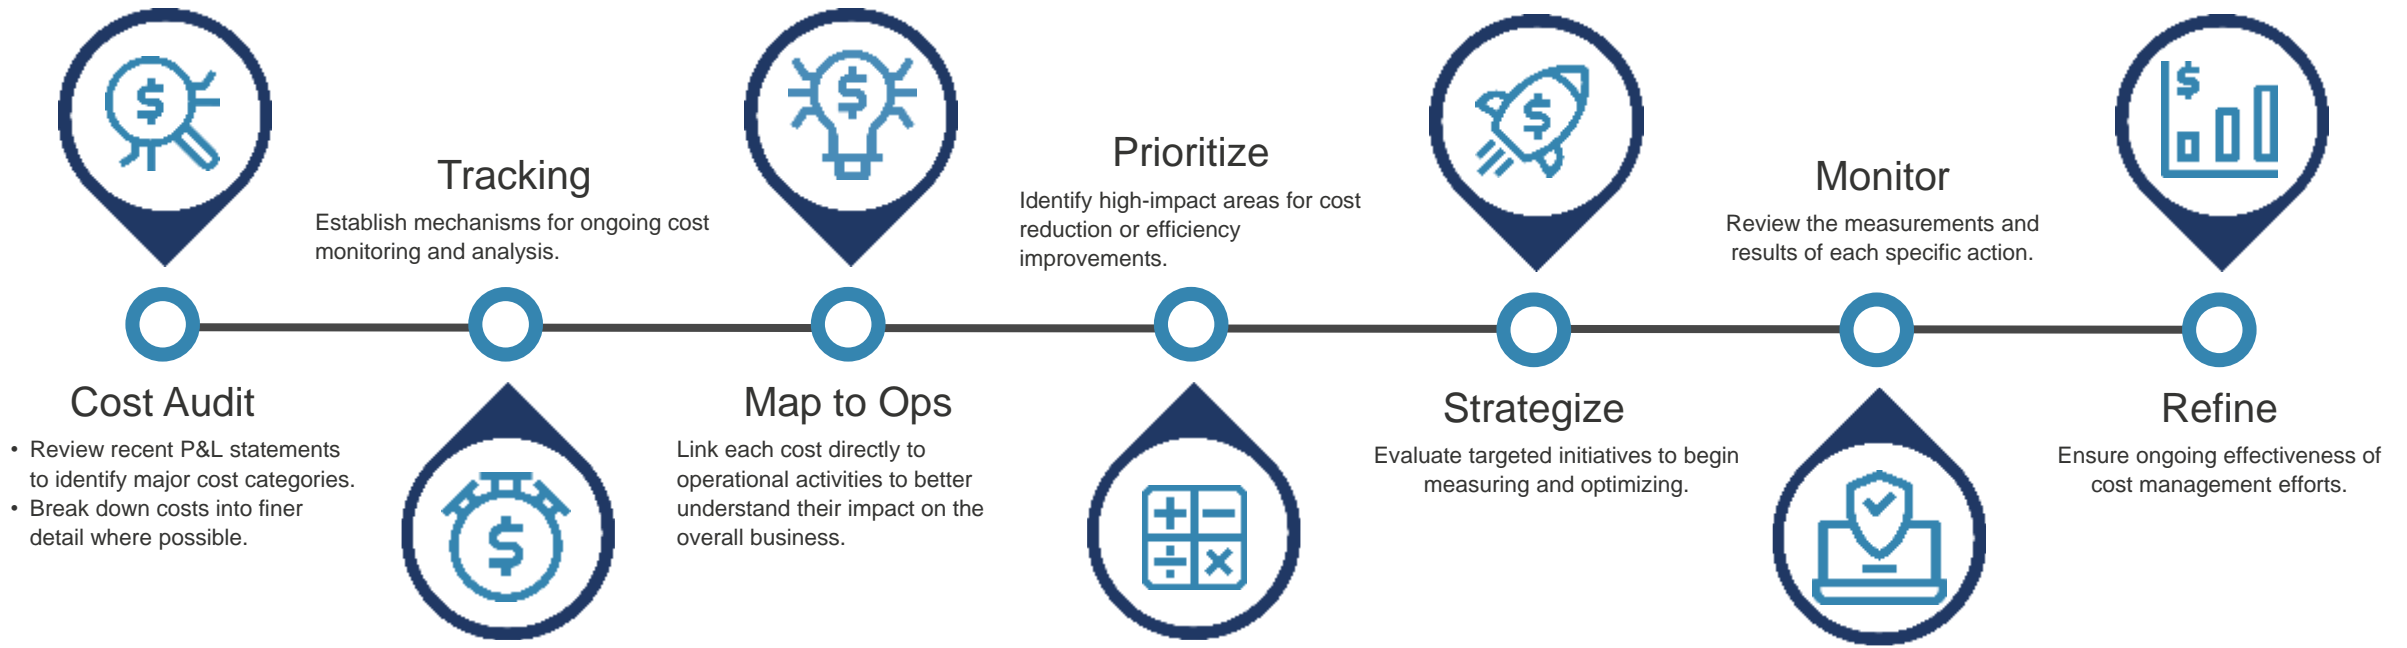 Cost Audit
• Review recent P&L statements
to identify major cost categories.
• Break down costs into finer
detail where possible.
Tracking
Establish mechanisms for ongoing cost
monitoring and analysis.
Map to Ops
Link each cost directly to
operational activities to better
understand their impact on the
overall business.
Prioritize
Identify high-impact areas for cost
reduction or efficiency
improvements.
Strategize
Evaluate targeted initiatives to begin
measuring and optimizing.
Monitor
Review the measurements and
results of each specific action.
Refine
Ensure ongoing effectiveness of
cost management efforts.